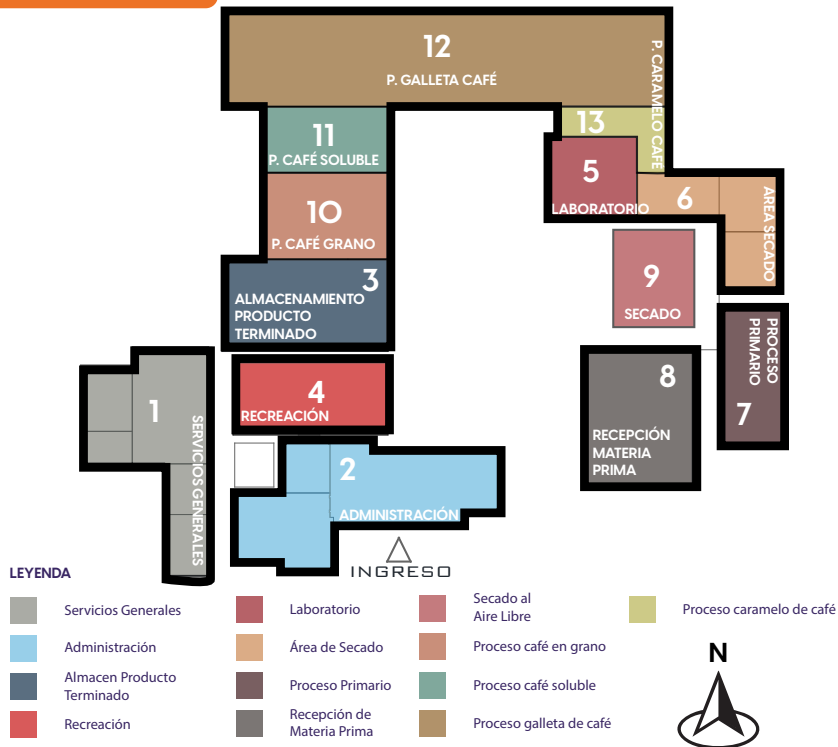 12
P. GALLETA CAFÉ
P. CARAMELO CAFÉ
11
P. CAFÉ SOLUBLE
13
5
LABORATORIO
6
AREA SECADO
10
P. CAFÉ GRANO
3
ALMACENAMIENTO
PRODUCTO
TERMINADO
9
SECADO
PROCESO
PRIMARIO
7
8
RECEPCIÓN
MATERIA
PRIMA
4
RECREACIÓN
1
SERVICIOS GENERALES
2
ADMINISTRACIÓN
INGRESO
LEYENDA
Servicios Generales
Administración
Almacen Producto
Terminado
Recreación
Laboratorio
Área de Secado
Proceso Primario
Recepción de
Materia Prima
Secado al
Aire Libre
Proceso café en grano
Proceso café soluble
Proceso galleta de café
Proceso caramelo de café
N